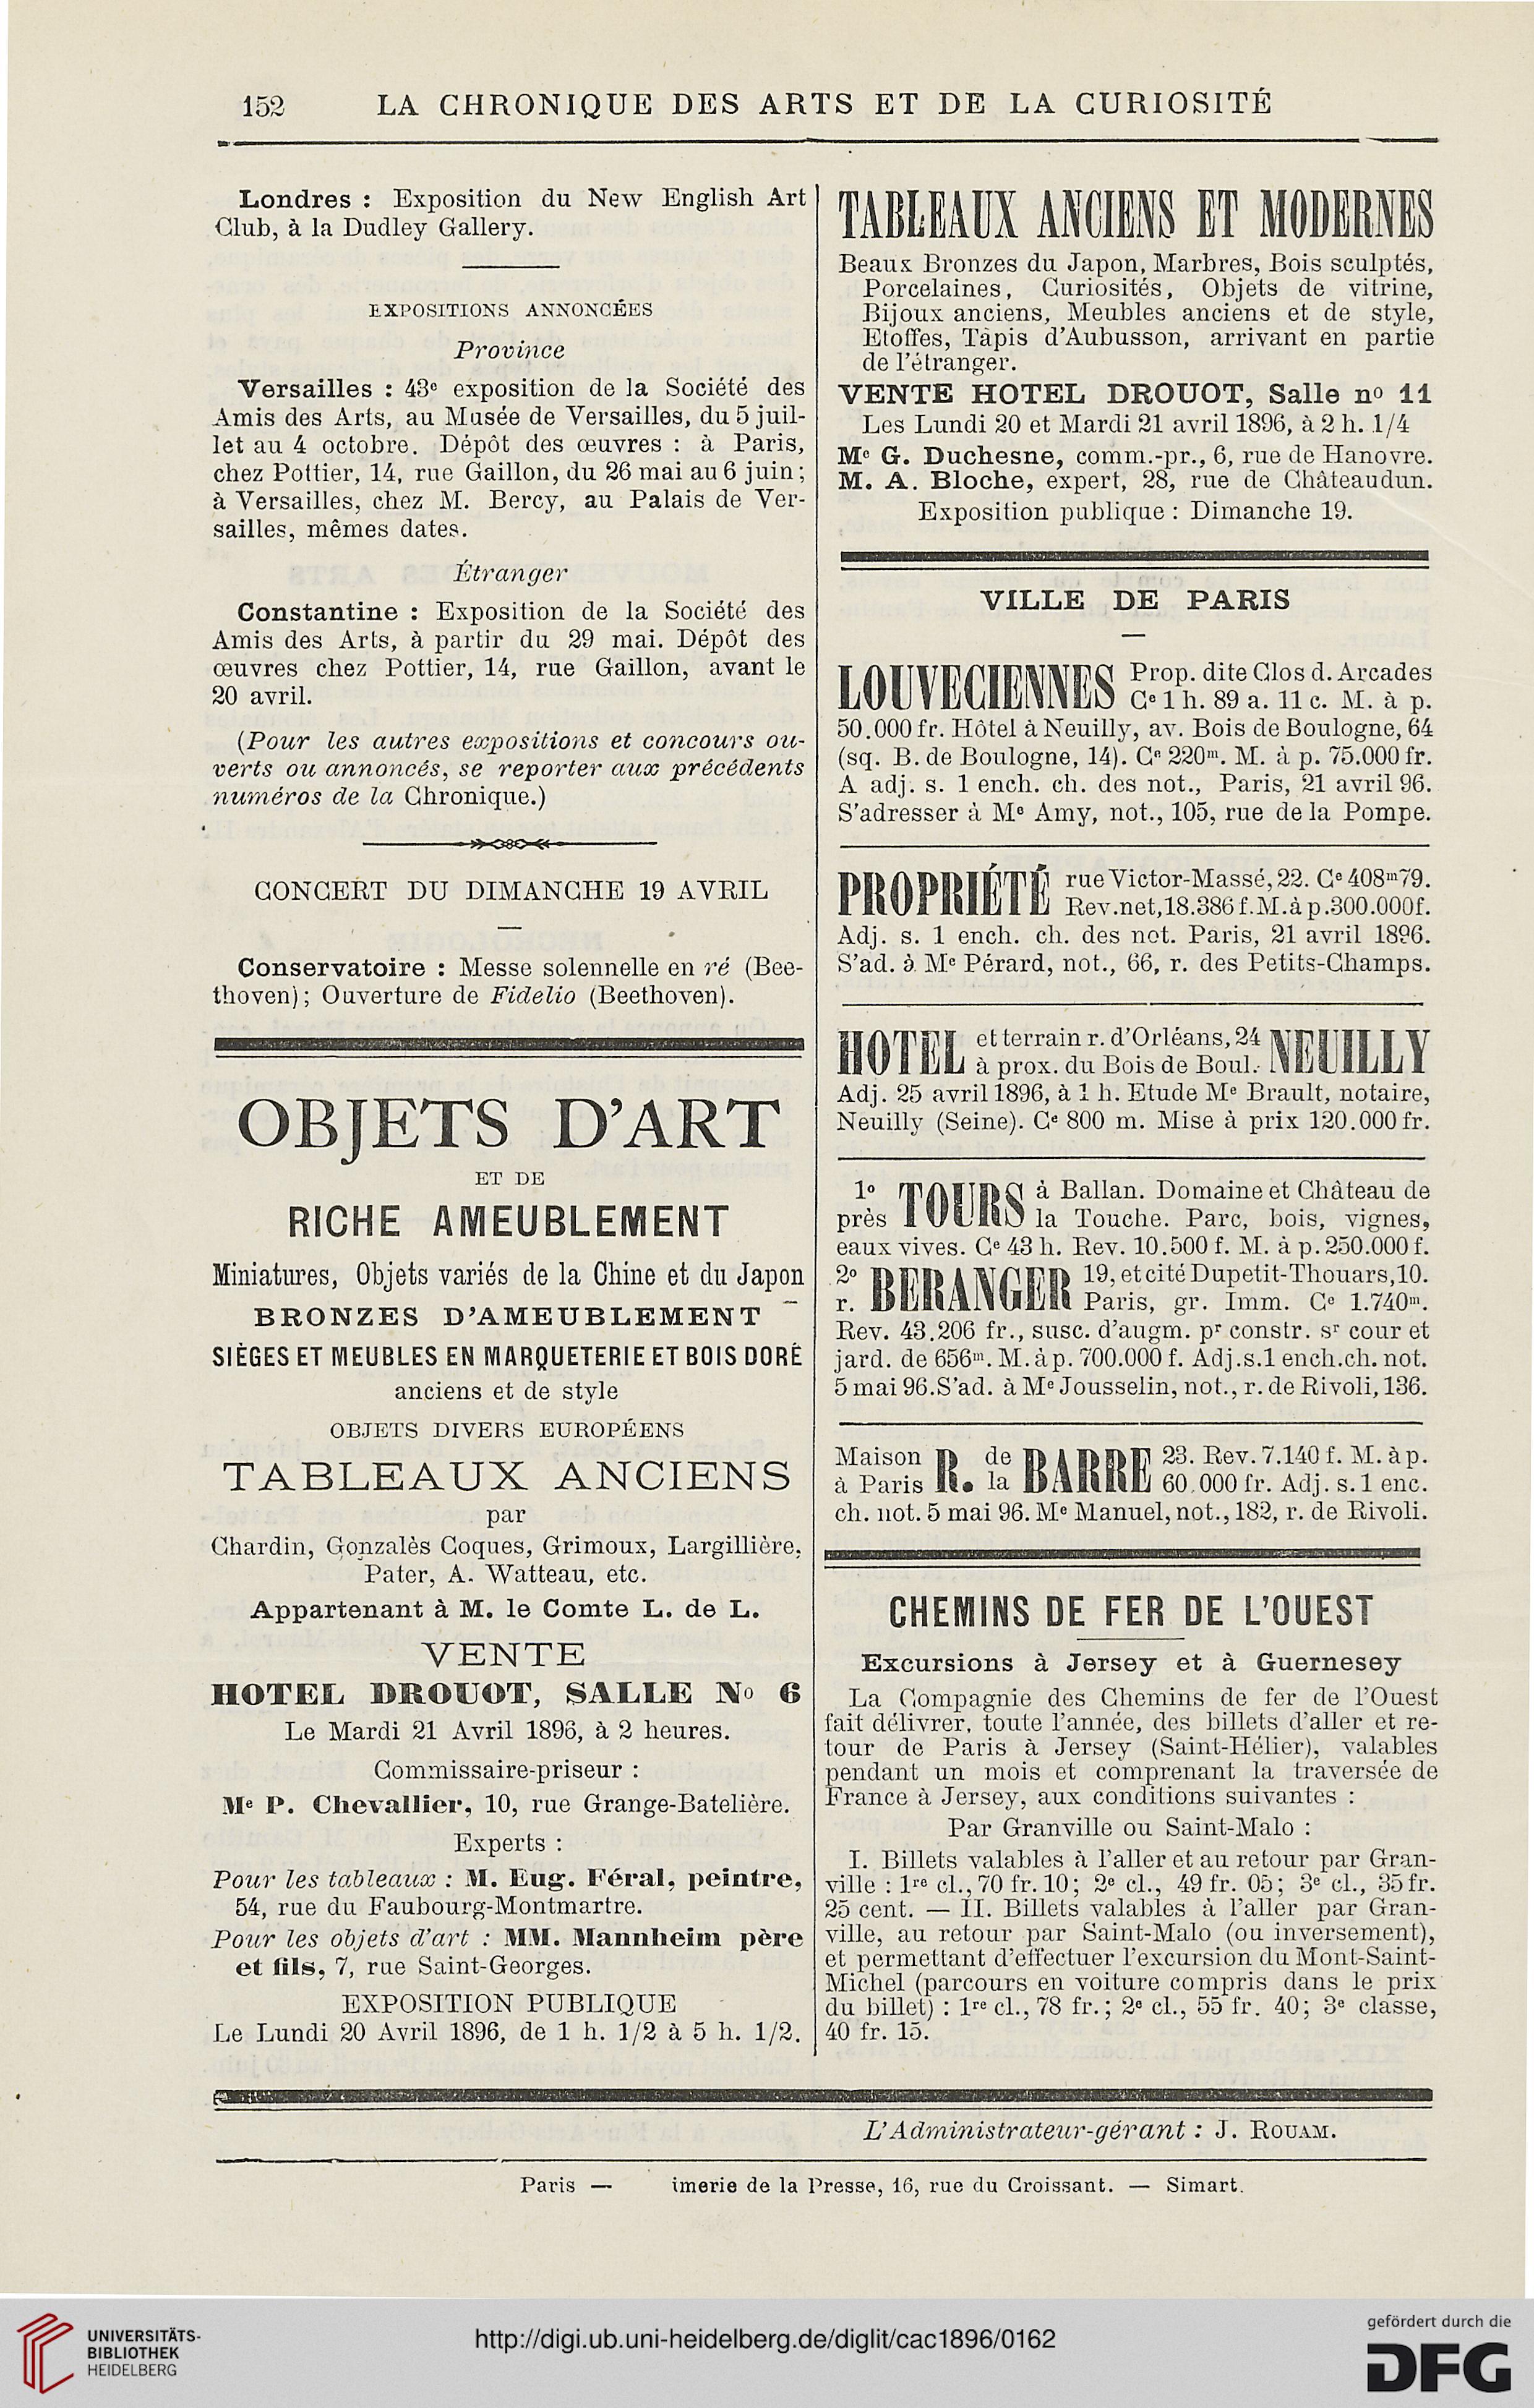 152 LA CHRONIQUE DES ARTS ET DE LA CURIOSITÉ
Londres : Exposition du New English Art
Club, à la Dudley Gallery.
EXPOSITIONS ANNONCÉES
Province
Versailles : 43e exposition de la Société des
Amis des Arts, au Musée de Versailles, du 5 juil-
let au 4 octobre. Dépôt des œuvres : à Paris,
chez Pottier, 14, rue Gaillon, du 26 mai au 6 juin;
à Versailles, chez M. Bercy, au Palais de Ver-
sailles, mêmes dates.
Étranger
Constantine : Exposition de la Société des
Amis des Arts, à partir du 29 mai. Dépôt des
œuvres chez Pottier, 14, rue Gaillon, avant le
20 avril.
(Pour les autres expositions et concours ou-
verts ou annoncés, se reporter aux précédents
numéros de la Chronique.)
CONCERT DU DIMANCHE 19 AVRIL
Conservatoire : Messe solennelle en ré (Bee-
thoven); Ouverture de Fidelio (Beethoven).
OBJETS D'ART
ET DE
RICHE AMEUBLEMENT
Miniatures, Objets variés de la Chine et du Japon
BRONZES D'AMEUBLEMENT
SIÈGES ET MEUBLES EN MARQUETERIE ET BOIS DORÉ
anciens et de style
OBJETS DIVERS EUROPÉENS
TABLEAUX ANCIENS
par
Chardin, Gonzalès Coques, Grimoux, Largillière,
Pater, A. Watteau, etc.
Appartenant à M. le Comte L. de L.
VENTE
HOTEL DROUOT, SALLE No 6
Le Mardi 21 Avril 1896, à 2 heures.
Commissaire-priseur :
Me P. Chevallier, 10, rue Grange-Batelière.
Experts :
Pour les tableaux : M. Eug. Féral, peintre,
54, rue du Faubourg-Montmartre.
Pour les objets d'art : MM. Mannheim père
et fils, 7, rue Saint-Georges.
EXPOSITION PUBLIQUE
Le Lundi 20 Avril 1896, de 1 h. 1/2 à 5 h. 1/2.
TABLEAUX ANCIENS ET MODERNES
Beaux Bronzes du Japon, Marbres, Bois sculptés,
Porcelaines, Curiosités, Objets de vitrine,
Bijoux anciens, Meubles anciens et de style,
Etoffes, Tapis d'Aubusson, arrivant en partie
de l'étranger.
VENTE HOTEL DROUOT, Salle no 11
Les Lundi 20 et Mardi 21 avril 1896, à 2 h. 1/4
Me G. Duchesne, comm.-pr., 6, rue de Hanovre.
M. A. Bloche, expert, 28, rue de Châteaudun.
Exposition publique : Dimanche 19.
VILLE DE PARIS
LOUVECIENNES Prop. dite Clos d. Arcades
Ce 1 h. 89 a. 11 c. M. à p.
50.000 fr. Hôtel à Neuilly, av. Bois de Boulogne, 64
(sq. B. de Boulogne, 14). Ce 220m. M. à p. 75.000 fr.
A adj. s. 1 ench. ch. des not., Paris, 21 avril 96.
S'adresser à Me Amy, not., 105, rue de la Pompe.
PROPRIÉTÉ rue Victor-Massé, 22. Ce 408m79.
Rev. net, 18.386 f. M. à p. 300.000f.
Adj. s. 1 ench. ch. des not. Paris, 21 avril 1896.
S'ad. à Me Pérard, not., 66, r. des Petits-Champs.
HOTEL et terrain r. d'Orléans, 24 NEUILLY
à prox. du Bois de Boul.
Adj. 25 avril 1896, à 1 h. Etude Me Brault, notaire,
Neuilly (Seine). Ce 800 m. Mise à prix 120.000 fr.
1o près TOURS à Ballan. Domaine et Château de
la Touche. Parc, bois, vignes,
eaux vives. Ce 43 h. Rev. 10.500 f. M. à p. 250.000 f.
2o r. BERANGER 19, et cité Dupetit-Thouars, 10.
Paris, gr. Imm. Ce 1.740m.
Rev. 43.206 fr., susc. d'augm. pr constr. sr cour et
jard. de 656m. M. à p. 700.000 f. Adj. s. 1 ench. ch. not.
5 mai 96. S'ad. à Me Jousselin, not., r. de Rivoli, 136.
Maison à Paris R. de la BARRE 23. Rev. 7.140 f. M. à p.
60.000 fr. Adj. s. 1 enc.
ch. not. 5 mai 96. Me Manuel, not., 182, r. de Rivoli.
CHEMINS DE FER DE L'OUEST
Excursions à Jersey et à Guernesey
La Compagnie des Chemins de fer de l'Ouest
fait délivrer, toute l'année, des billets d'aller et re-
tour de Paris à Jersey (Saint-Hélier), valables
pendant un mois et comprenant la traversée de
France à Jersey, aux conditions suivantes :
Par Granville ou Saint-Malo :
I. Billets valables à l'aller et au retour par Gran-
ville : 1re cl., 70 fr. 10; 2e cl., 49 fr. 05; 3e cl., 35 fr.
25 cent. — II. Billets valables à l'aller par Gran-
ville, au retour par Saint-Malo (ou inversement),
et permettant d'effectuer l'excursion du Mont-Saint-
Michel (parcours en voiture compris dans le prix
du billet) : 1re cl., 78 fr.; 2e cl., 55 fr. 40; 3e classe,
40 fr. 15.
L'Administrateur-gérant : J. ROUAM.
Paris — imerie de la Presse, 16, rue du Croissant. — Simart.
UNIVERSITÄTS-
BIBLIOTHEK
HEIDELBERG
http://digi.ub.uni-heidelberg.de/diglit/cac1896/0162
gefördert durch die
DFG